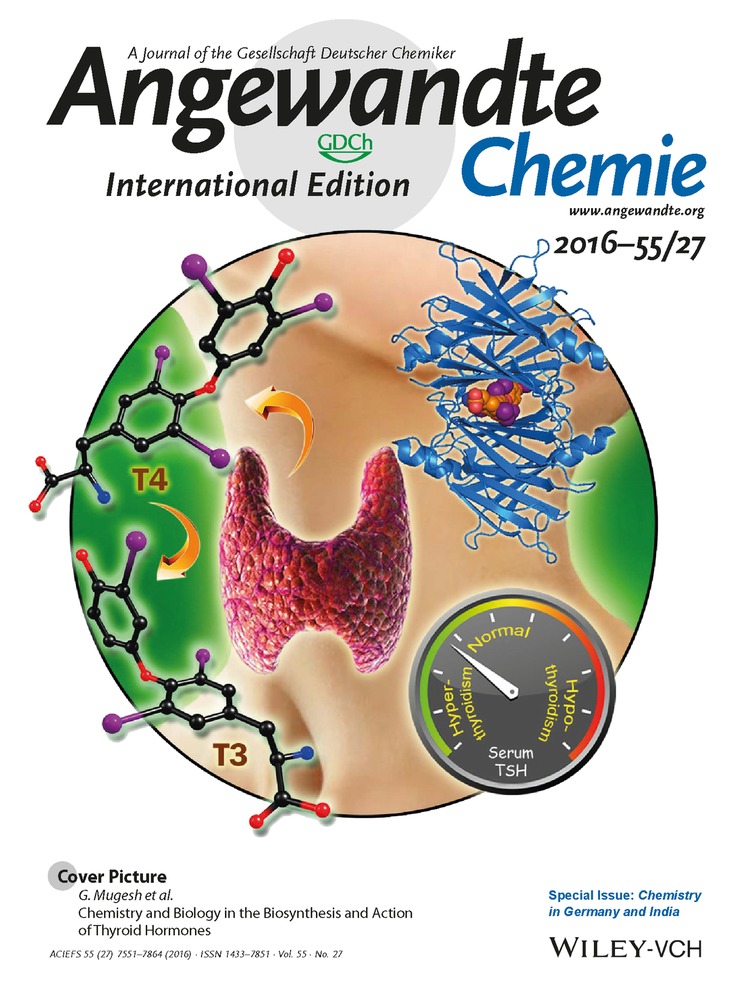 A Journal of the Gesellschaft Deutscher Chemiker
Angewandte
GDCh
Chemie
International Edition
www.angewandte.org
2016–55/27
T4
T3
Normal
Hyper-
thyroidism
Hypo-
thyroidism
Serum
TSH
Cover Picture
G. Mugesh et al.
Chemistry and Biology in the Biosynthesis and Action
of Thyroid Hormones
ACIEFS 55 (27) 7551–7864 (2016) · ISSN 1433–7851 · Vol. 55 · No. 27
Special Issue: Chemistry
in Germany and India
WILEY-VCH